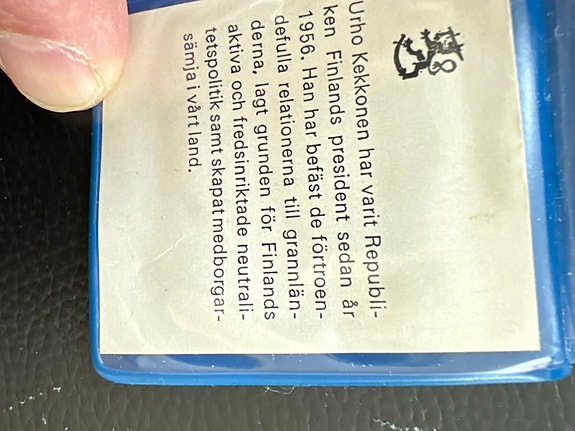 Urho Kekkonen har varit Republi-
ken Finlands president sedan år
1956. Han har befäst de förtroen-
defulla relationerna till grannlän-
derna, lagt grunden för Finlands
aktiva och fredsinriktade neutrali-
tetspolitik samt skapat medborgar-
sämja i vårt land.